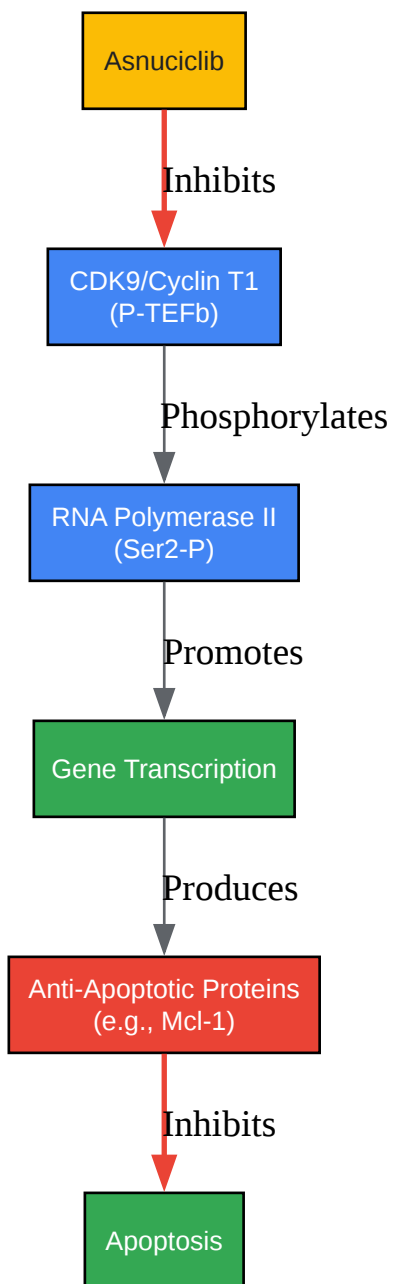 Asnuciclib
Inhibits
CDK9/Cyclin T1
(P-TEFb)
Phosphorylates
RNA Polymerase II
(Ser2-P)
Promotes
Gene Transcription
Produces
Anti-Apoptotic Proteins
(e.g., Mcl-1)
Inhibits
Apoptosis